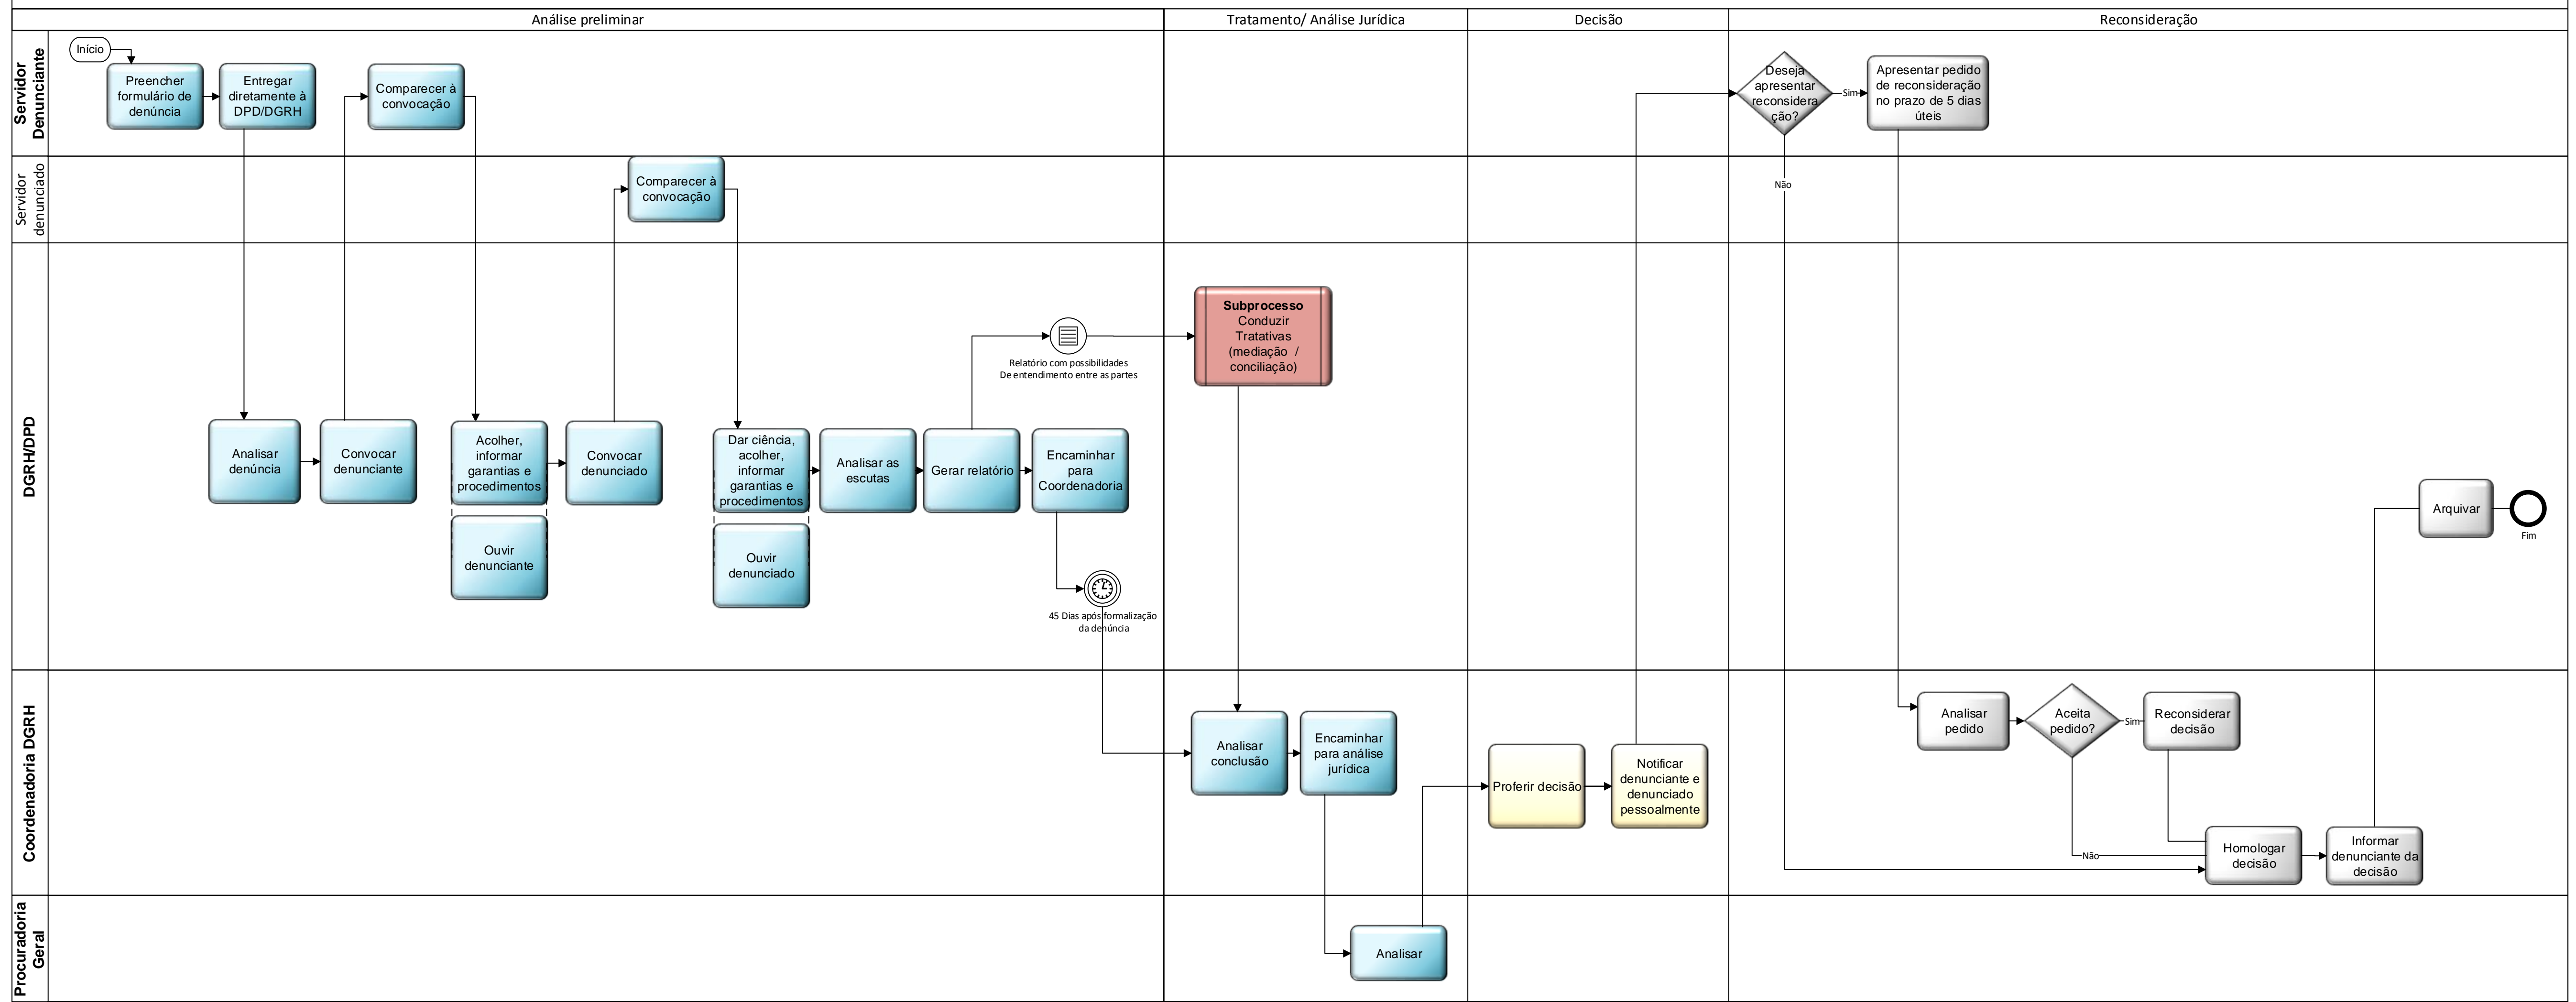 Análise preliminar
Tratamento/ Análise Jurídica
Decisão
Reconsideração
Servidor
Denunciante
Início
Preencher
formulário de
denúncia
Entregar
diretamente à
DPD/DGRH
Comparecer à
convocação
Deseja
apresentar
reconsidera
ção?
Sim
Apresentar pedido
de reconsideração
no prazo de 5 dias
úteis
Servidor
denunciado
Comparecer à
convocação
Não
DGRH/DPD
Analisar
denúncia
Convocar
denunciante
Acolher,
informar
garantias e
procedimentos
Ouvir
denunciante
Convocar
denunciado
Dar ciência,
acolher,
informar
garantias e
procedimentos
Ouvir
denunciado
Analisar as
escutas
Gerar relatório
Encaminhar
para
Coordenadoria
Relatório com possibilidades
De entendimento entre as partes
45 Dias após formalização
da denúncia
Subprocesso
Conduzir
Tratativas
(mediação /
conciliação)
Arquivar
Fim
Coordenadoria DGRH
Analisar
conclusão
Encaminhar
para análise
jurídica
Proferir decisão
Notificar
denunciante e
denunciado
pessoalmente
Analisar
pedido
Aceita
pedido?
Sim
Reconsiderar
decisão
Não
Homologar
decisão
Informar
denunciante da
decisão
Procuradoria
Geral
Analisar